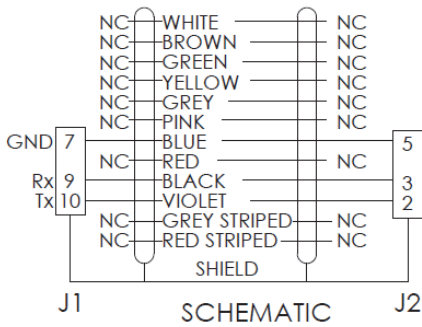 NC WHITE NC
NC BROWN NC
NC GREEN NC
NC YELLOW NC
NC GREY NC
NC PINK NC
GND 7 BLUE 5
NC RED NC
Rx 9 BLACK 3
Tx 10 VIOLET 2
NC GREY STRIPED NC
NC RED STRIPED NC
SHIELD
J1 SCHEMATIC J2